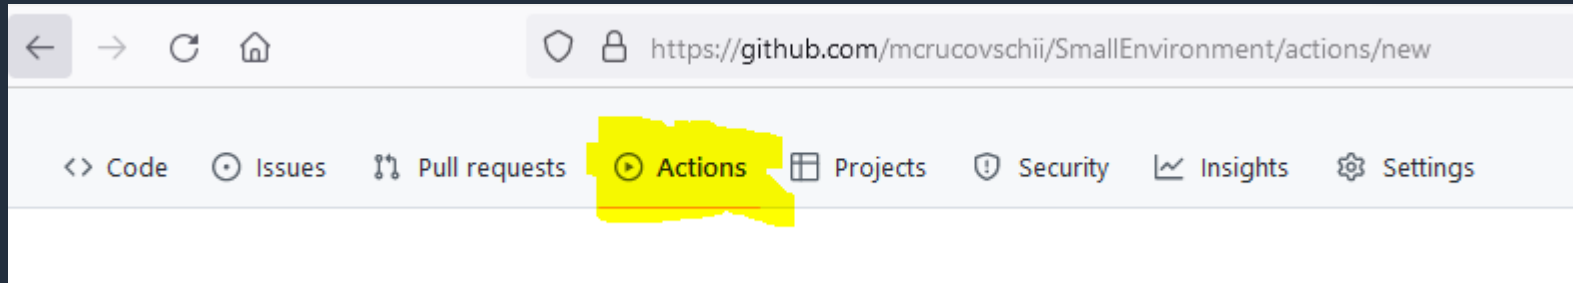 https://github.com/mcrucovschii/SmallEnvironment/actions/new
<> Code Issues Pull requests Actions Projects Security Insights Settings